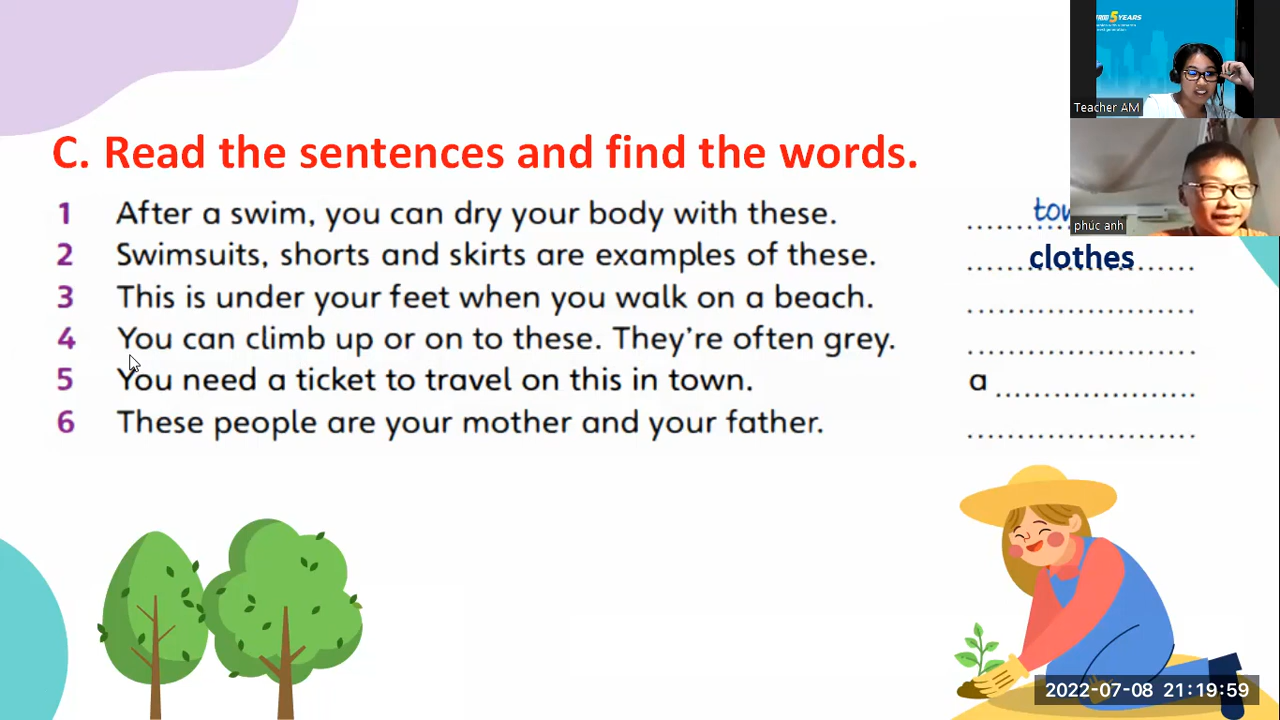 5 YEARS
Teacher AM
phúc anh
C. Read the sentences and find the words.
1 After a swim, you can dry your body with these.
2 Swimsuits, shorts and skirts are examples of these. clothes
3 This is under your feet when you walk on a beach.
4 You can climb up or on to these. They're often grey.
5 You need a ticket to travel on this in town. a
6 These people are your mother and your father.
2022-07-08 21:19:59